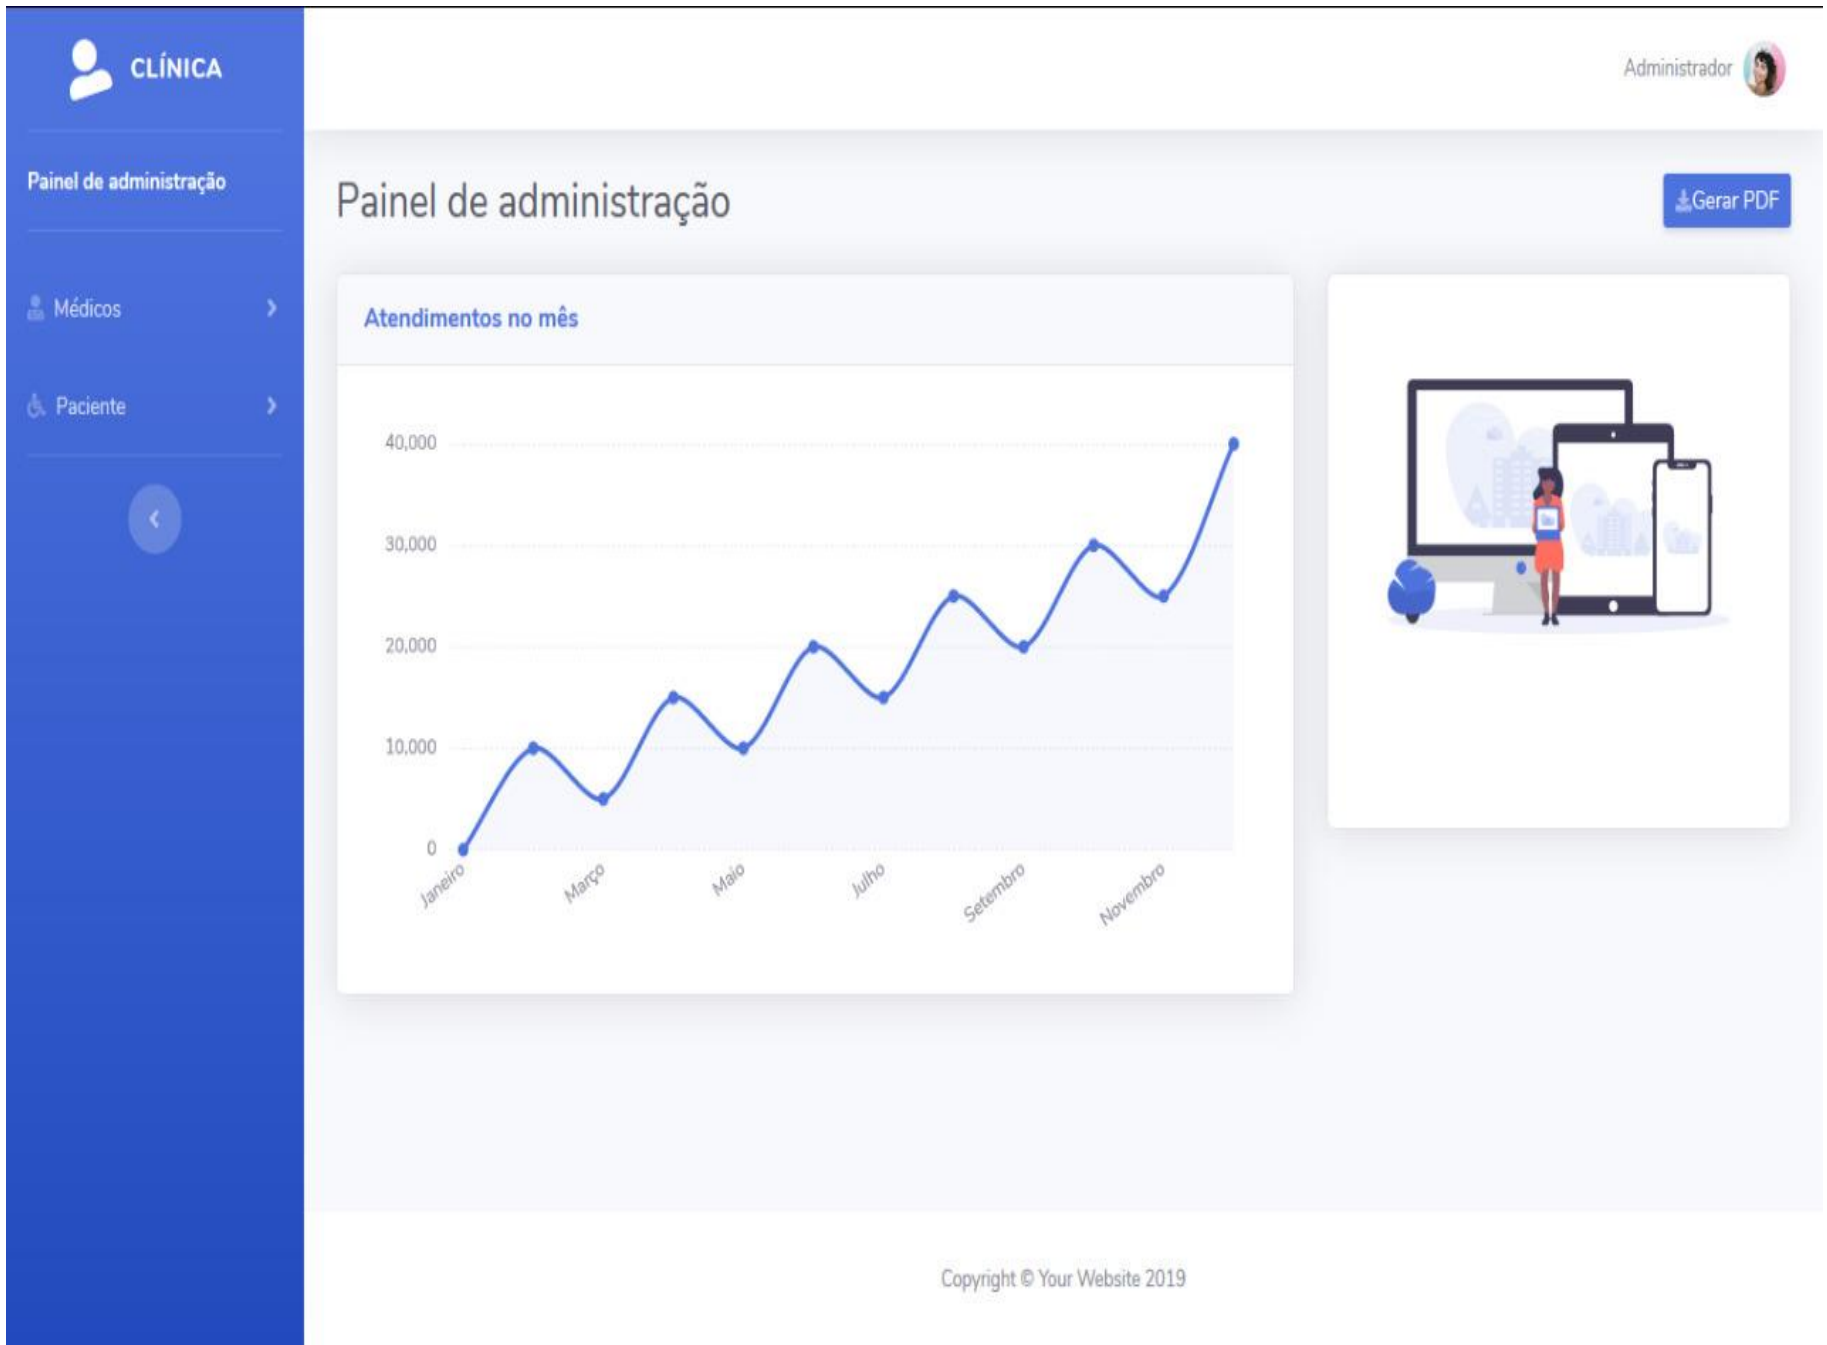 CLÍNICA
Administrador
Painel de administração
Médicos
Paciente
Painel de administração
Gerar PDF
Atendimentos no mês
40,000
30,000
20,000
10,000
0
Janeiro
Março
Maio
Julho
Setembro
Novembro
Copyright © Your Website 2019